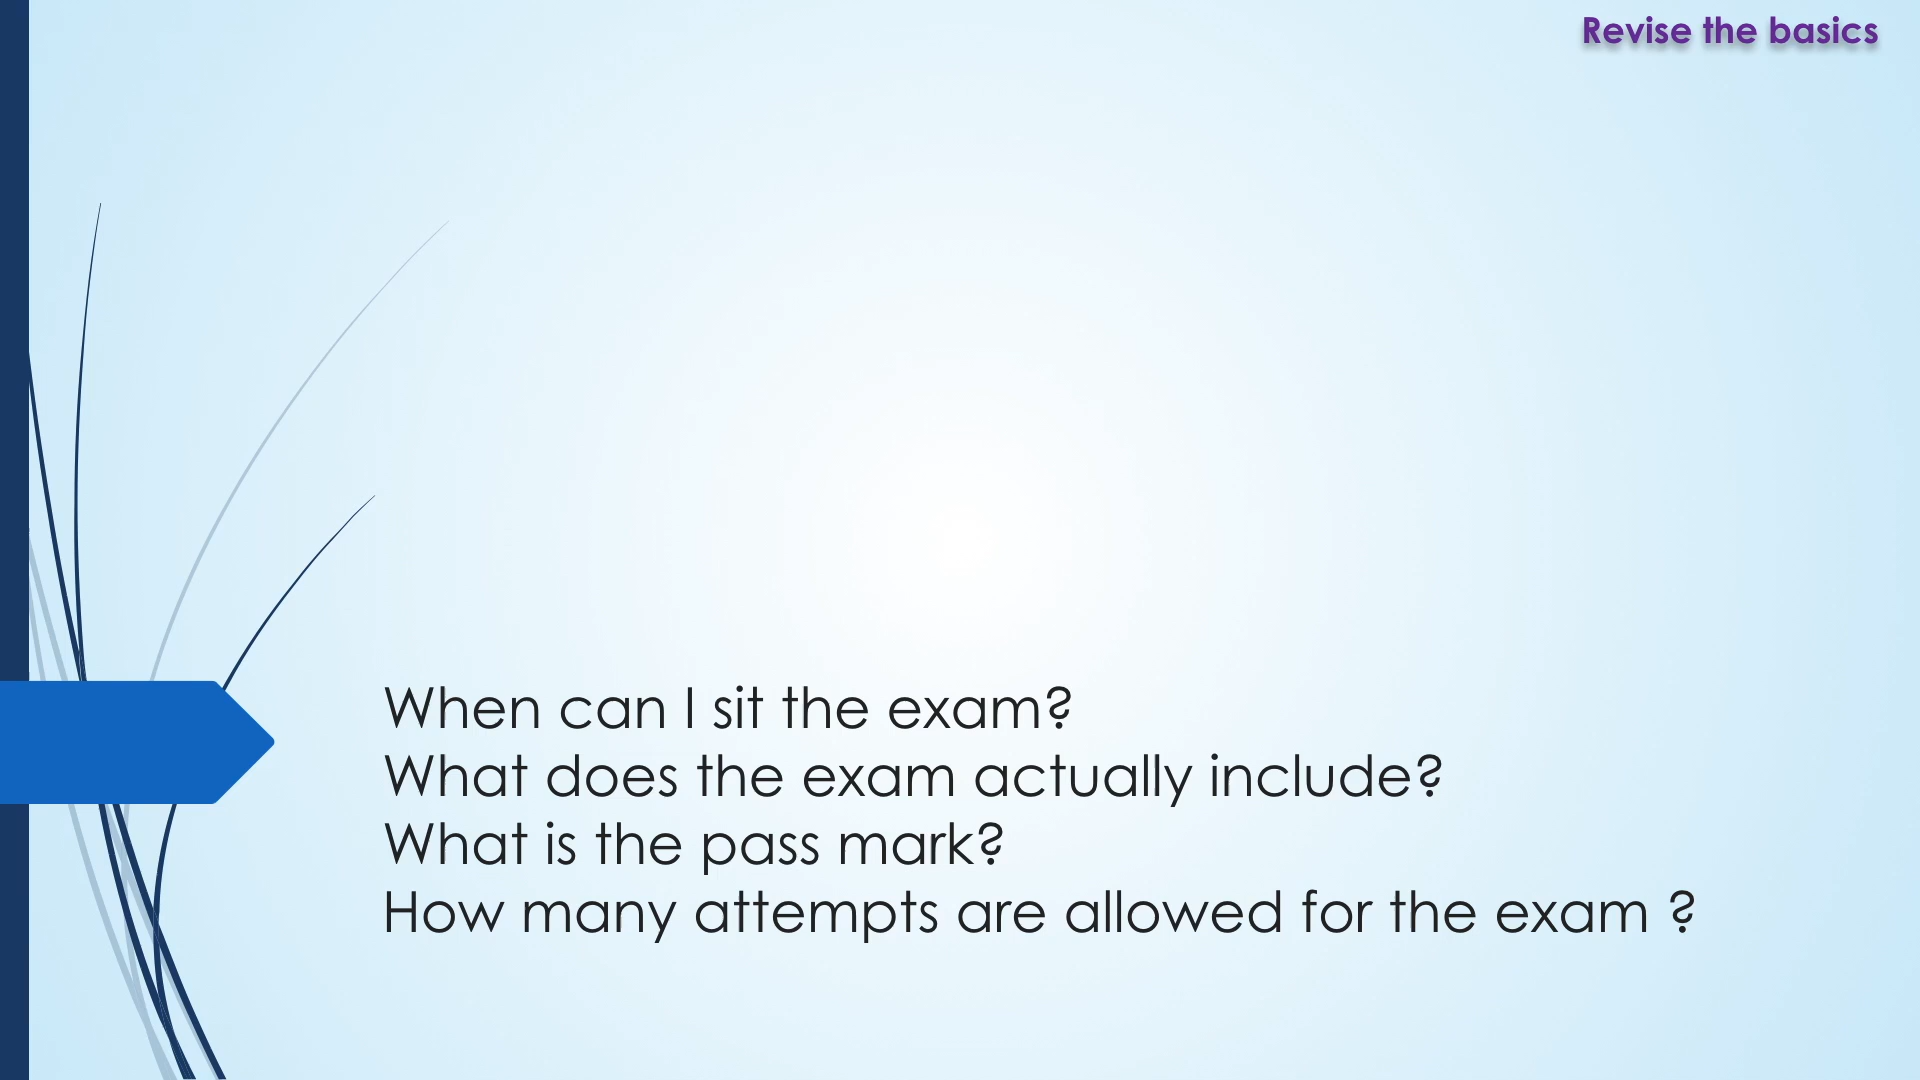 Revise the basics
When can I sit the exam?
What does the exam actually include?
What is the pass mark?
How many attempts are allowed for the exam ?